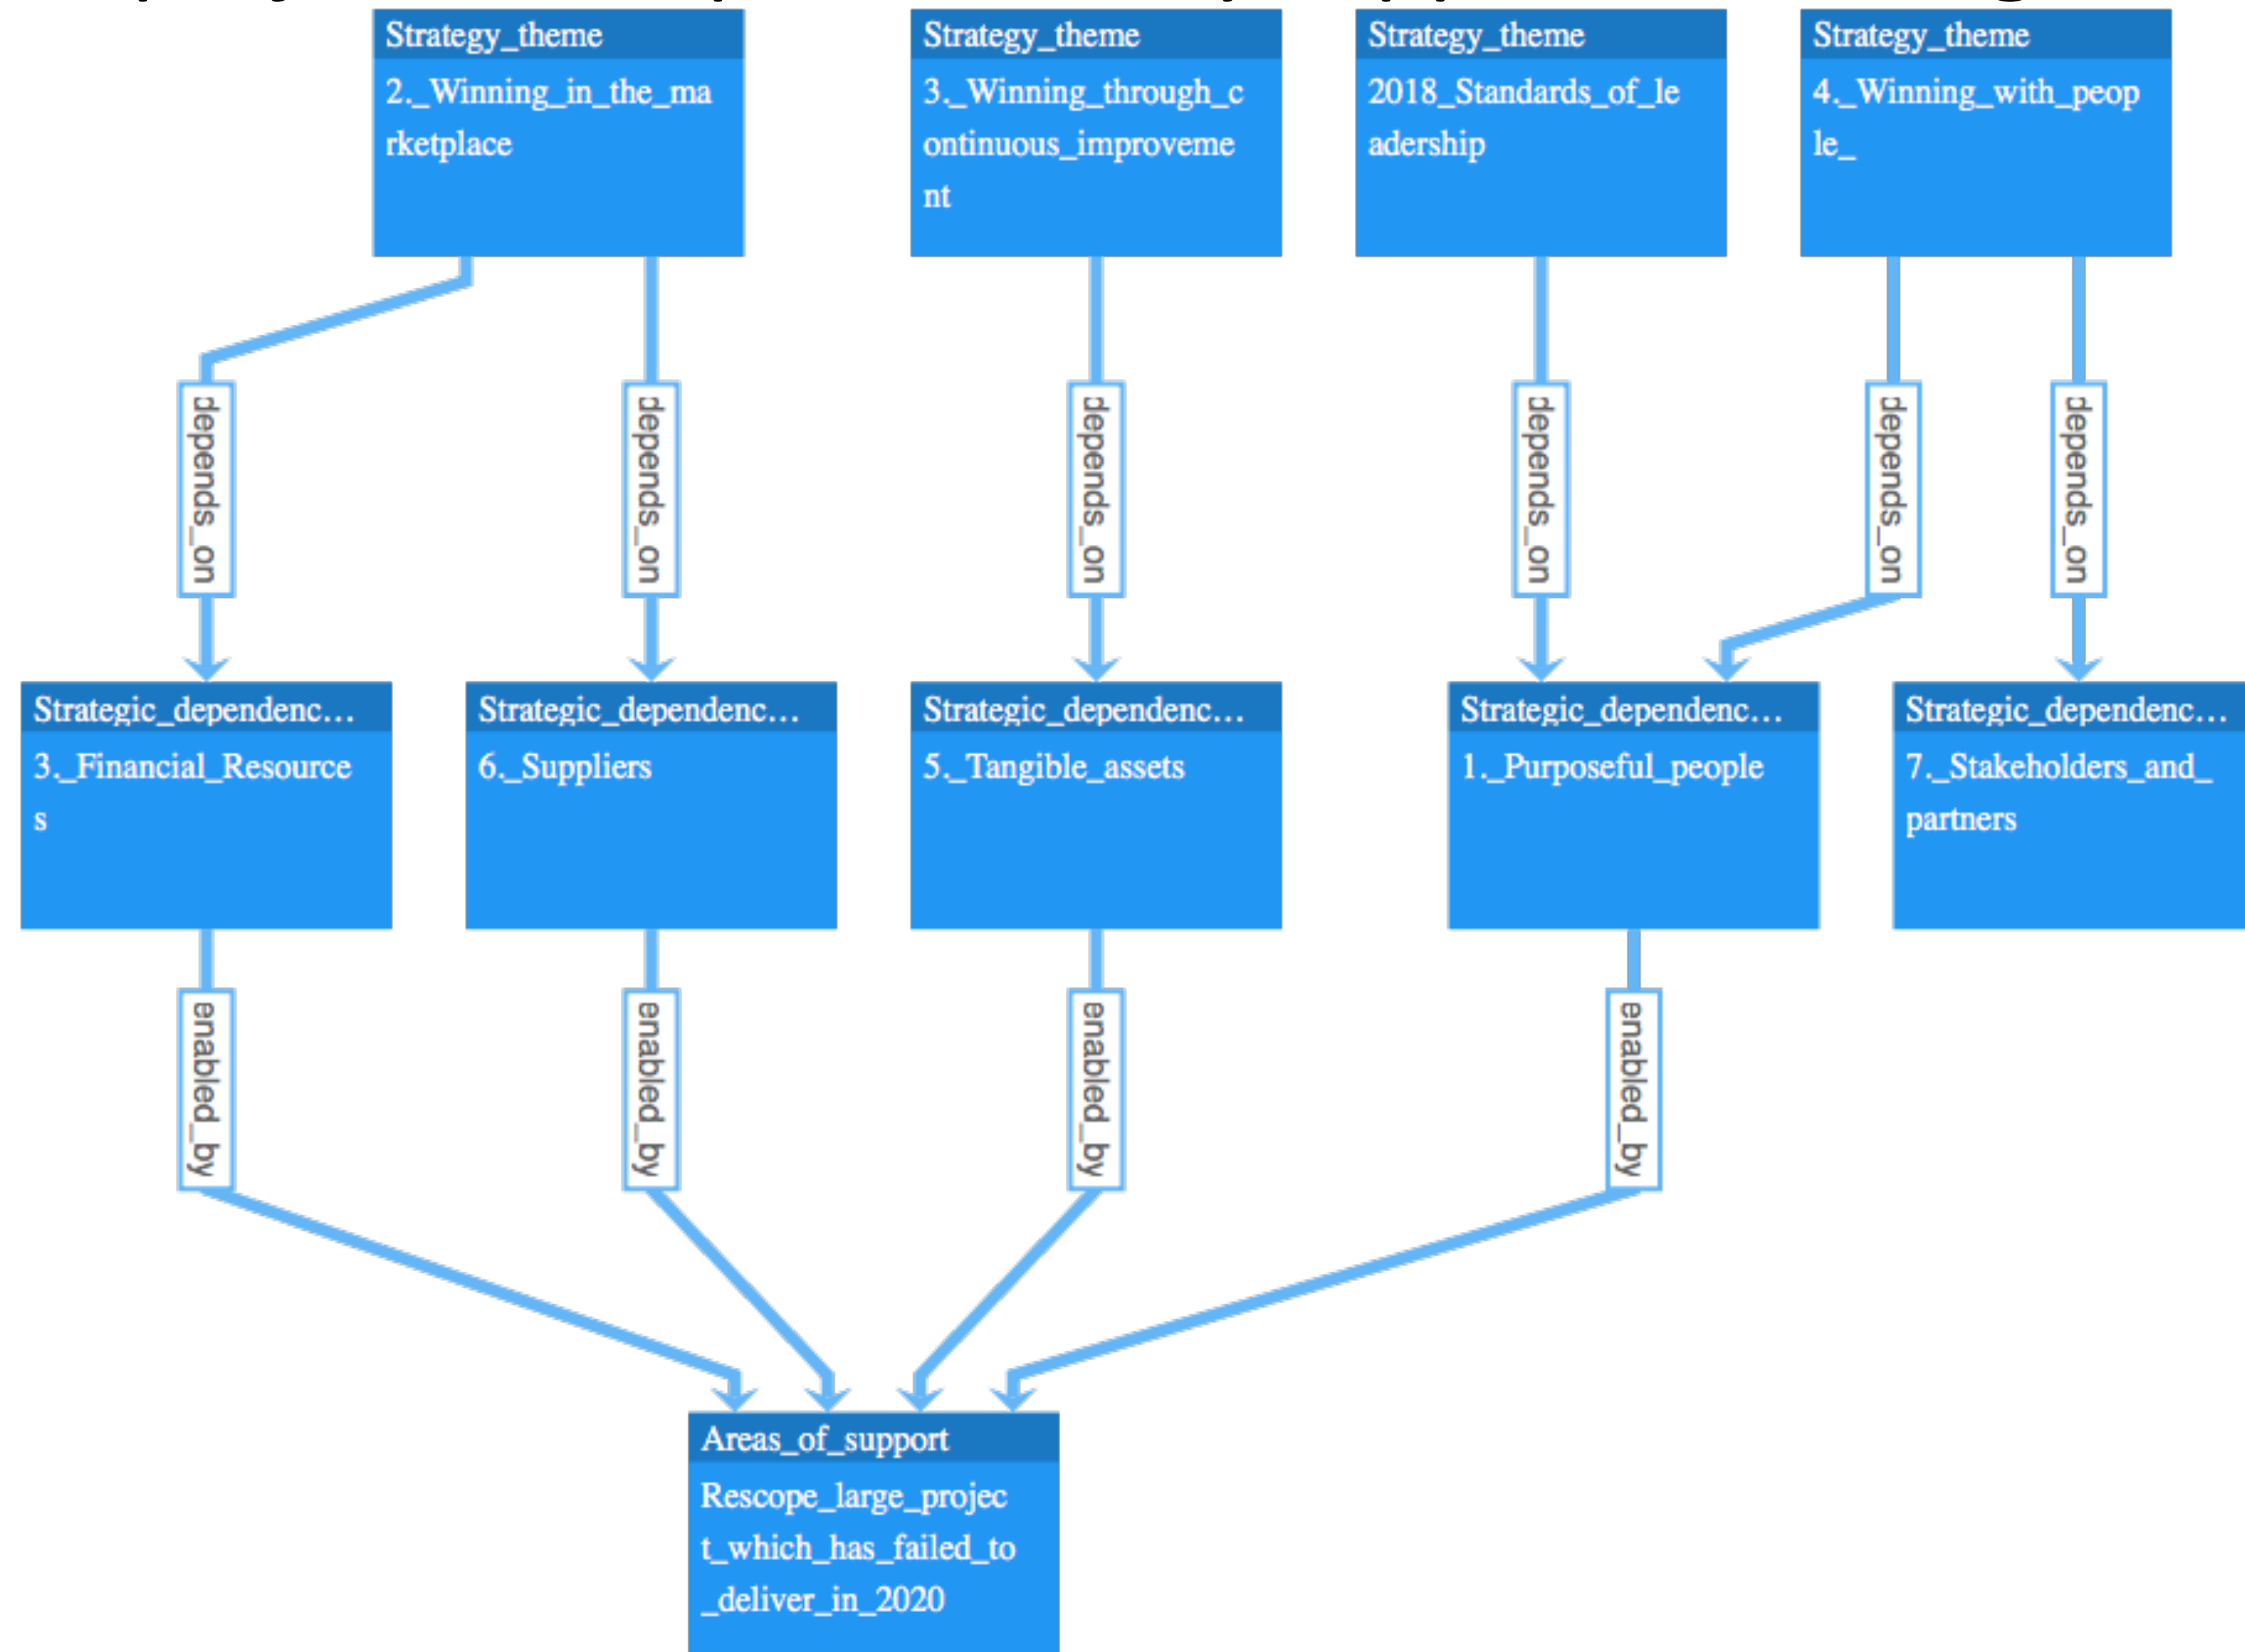 Strategy_theme
2._Winning_in_the_ma
rketplace
Strategy_theme
3._Winning_through_c
ontinuous_improveme
nt
Strategy_theme
2018_Standards_of_le
adership
Strategy_theme
4._Winning_with_peop
le_
depends_on
depends_on
depends_on
depends_on
depends_on
depends_on
Strategic_dependenc...
3._Financial_Resource
s
Strategic_dependenc...
6._Suppliers
Strategic_dependenc...
5._Tangible_assets
Strategic_dependenc...
1._Purposeful_people
Strategic_dependenc...
7._Stakeholders_and_
partners
enabled_by
enabled_by
enabled_by
enabled_by
Areas_of_support
Rescope_large_projec
t_which_has_failed_to
_deliver_in_2020